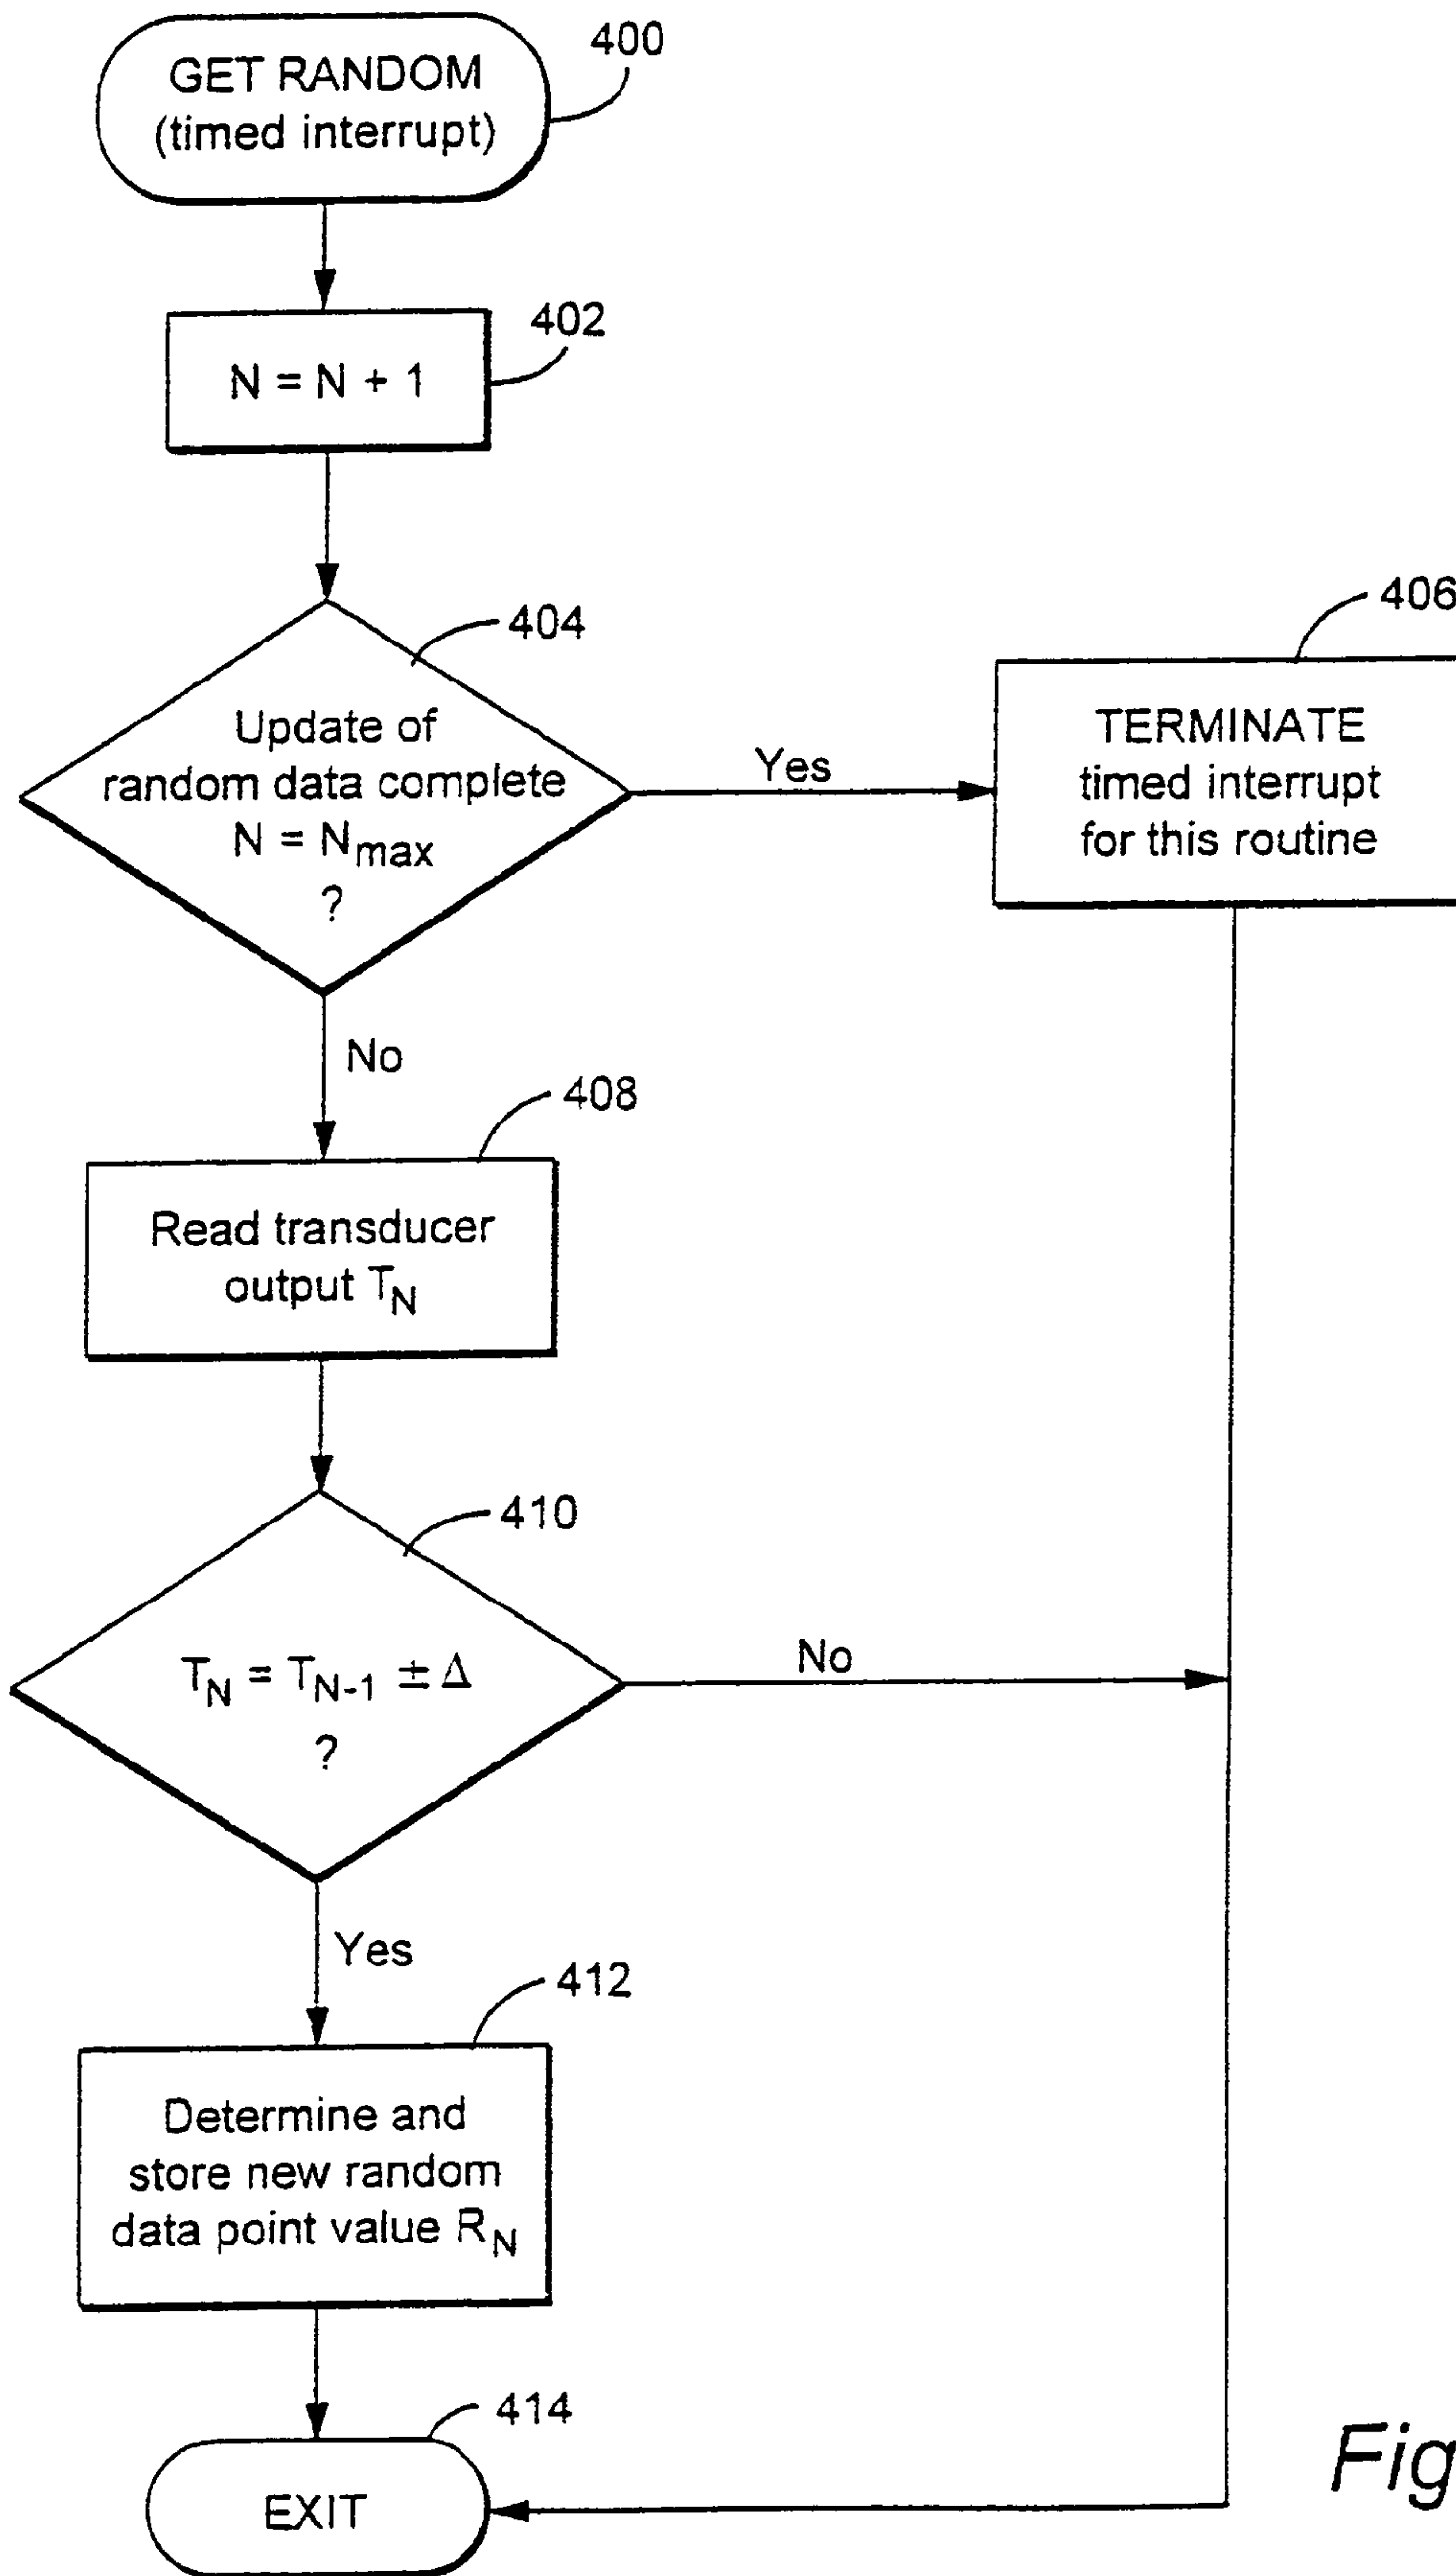 GET RANDOM
(timed interrupt)
400
N = N + 1
402
404
Update of
random data complete
N = Nmax
?
Yes
406
TERMINATE
timed interrupt
for this routine
No
408
Read transducer
output TN
410
TN = TN-1 ± Δ
?
No
Yes
412
Determine and
store new random
data point value RN
414
EXIT
Fig